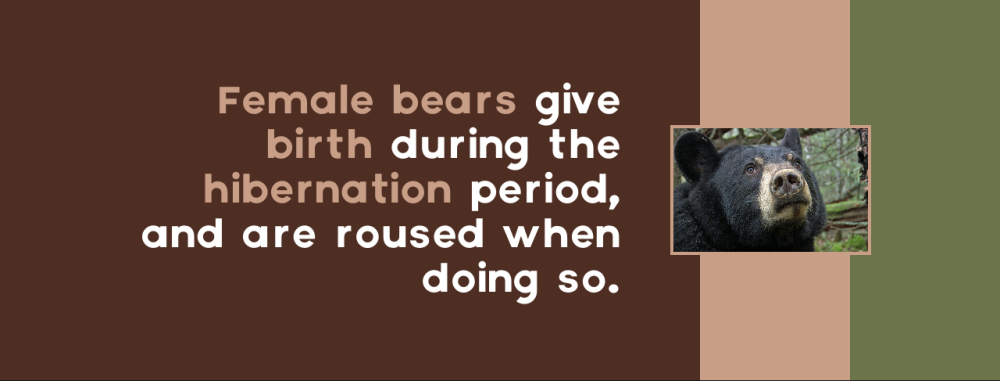 Female bears give
birth during the
hibernation period,
and are roused when
doing so.